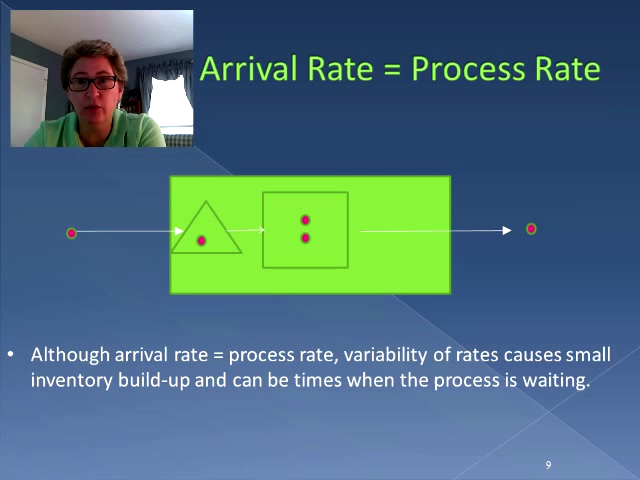 Arrival Rate = Process Rate
• Although arrival rate = process rate, variability of rates causes small
inventory build-up and can be times when the process is waiting.
9